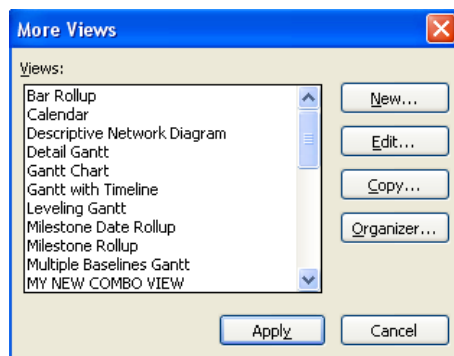 More Views
Views:
Bar Rollup
Calendar
Descriptive Network Diagram
Detail Gantt
Gantt Chart
Gantt with Timeline
Leveling Gantt
Milestone Date Rollup
Milestone Rollup
Multiple Baselines Gantt
MY NEW COMBO VIEW
New...
Edit...
Copy...
Organizer...
Apply
Cancel